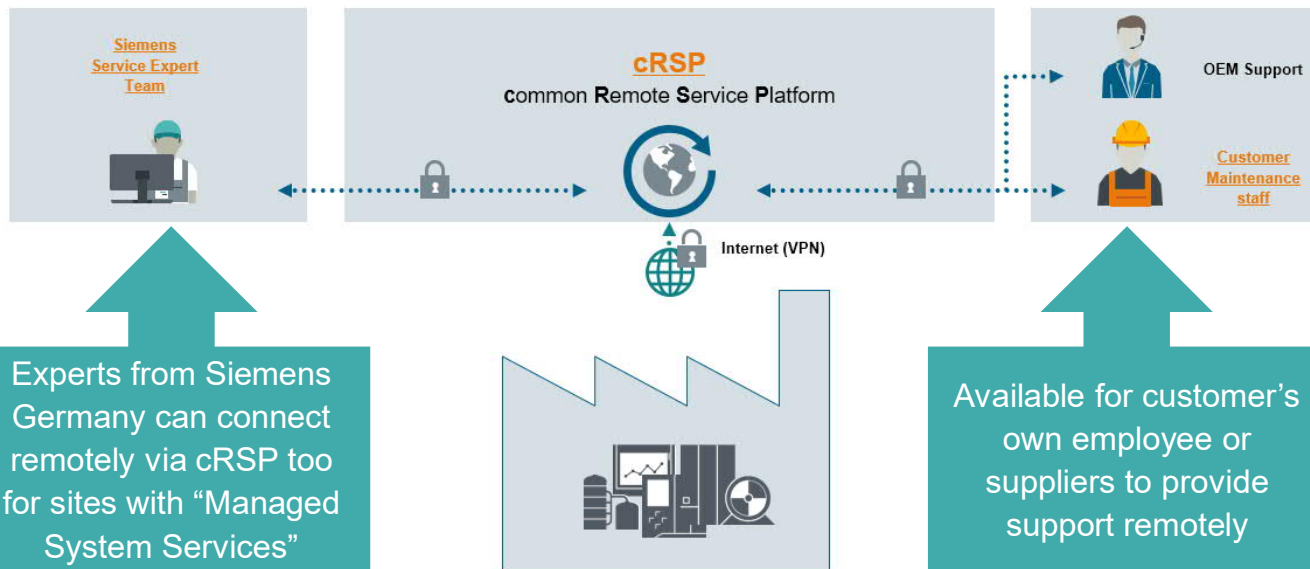 Siemens
Service Expert
Team
cRSP
common Remote Service Platform
OEM Support
Customer
Maintenance
staff
Internet (VPN)
Experts from Siemens
Germany can connect
remotely via cRSP too
for sites with “Managed
System Services”
Available for customer’s
own employee or
suppliers to provide
support remotely